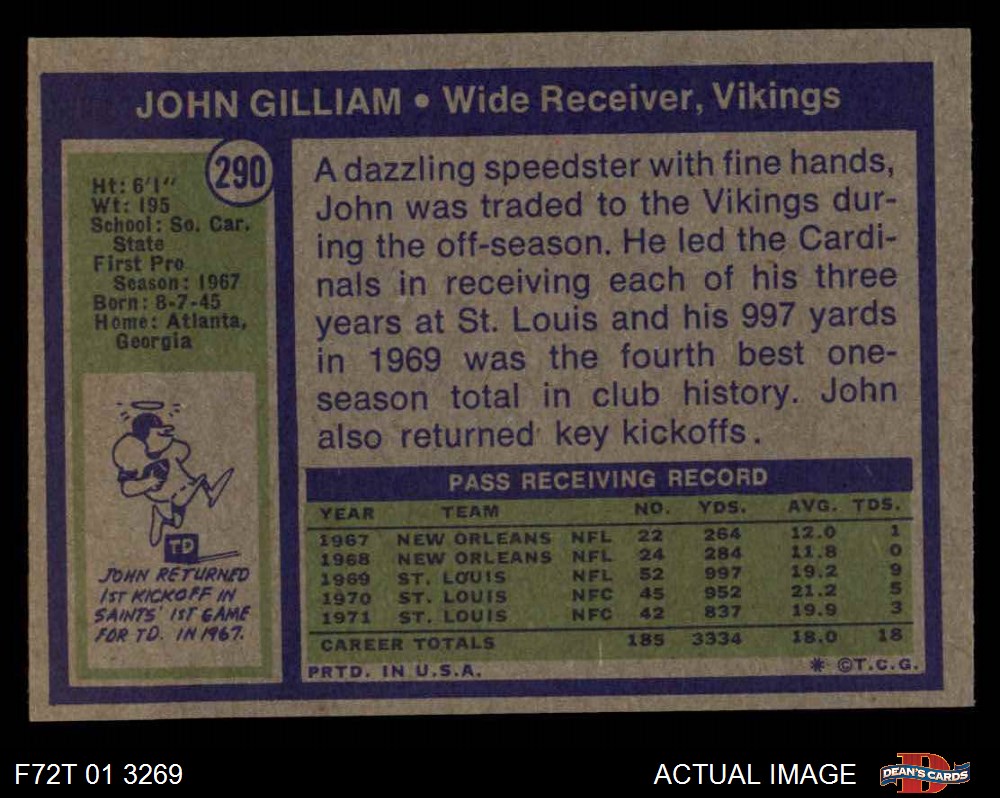 JOHN GILLIAM • Wide Receiver, Vikings
290
Ht: 6'1"
Wt: 195
School: So. Car.
State
First Pro
Season: 1967
Born: 8-7-45
Home: Atlanta,
Georgia
TD
JOHN RETURNED
1ST KICKOFF IN
SAINTS' 1ST GAME
FOR TD. IN 1967.
A dazzling speedster with fine hands,
John was traded to the Vikings dur-
ing the off-season. He led the Cardi-
nals in receiving each of his three
years at St. Louis and his 997 yards
in 1969 was the fourth best one-
season total in club history. John
also returned key kickoffs.
PASS RECEIVING RECORD
YEAR TEAM NO. YDS. AVG. TDS.
1967 NEW ORLEANS NFL 22 264 12.0 1
1968 NEW ORLEANS NFL 24 284 11.8 0
1969 ST. LOUIS NFL 52 997 19.2 9
1970 ST. LOUIS NFC 45 952 21.2 5
1971 ST. LOUIS NFC 42 837 19.9 3
CAREER TOTALS 185 3334 18.0 18
PRTD. IN U.S.A. * ©T.C.G.
F72T 01 3269 ACTUAL IMAGE DEAN'S CARDS